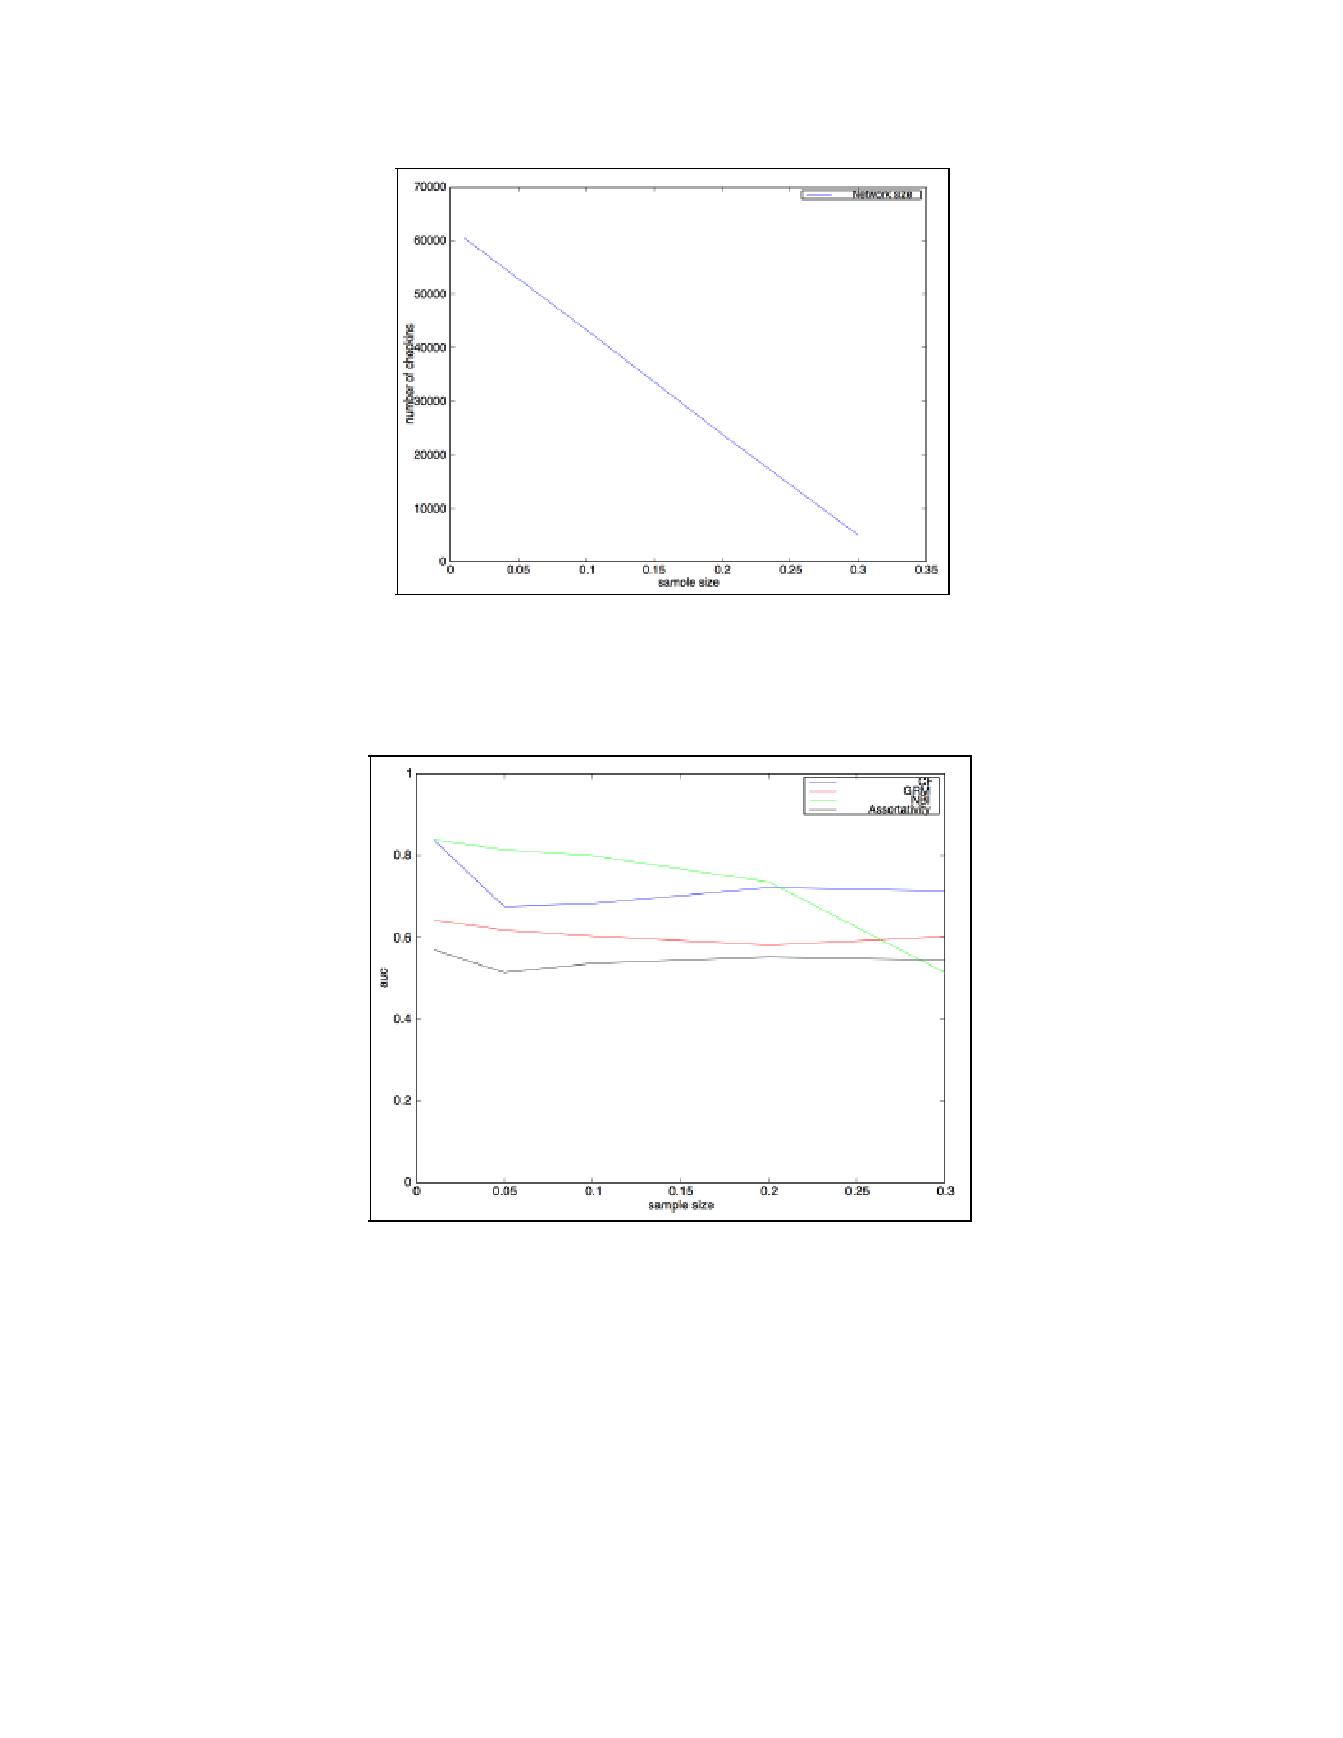 70000
Network size
60000
50000
40000
30000
20000
10000
0
number of checkins
0 0.05 0.1 0.15 0.2 0.25 0.3 0.35
sample size
1
GRM
Assortativity
0.8
0.6
auc
0.4
0.2
0
0 0.05 0.1 0.15 0.2 0.25 0.3
sample size